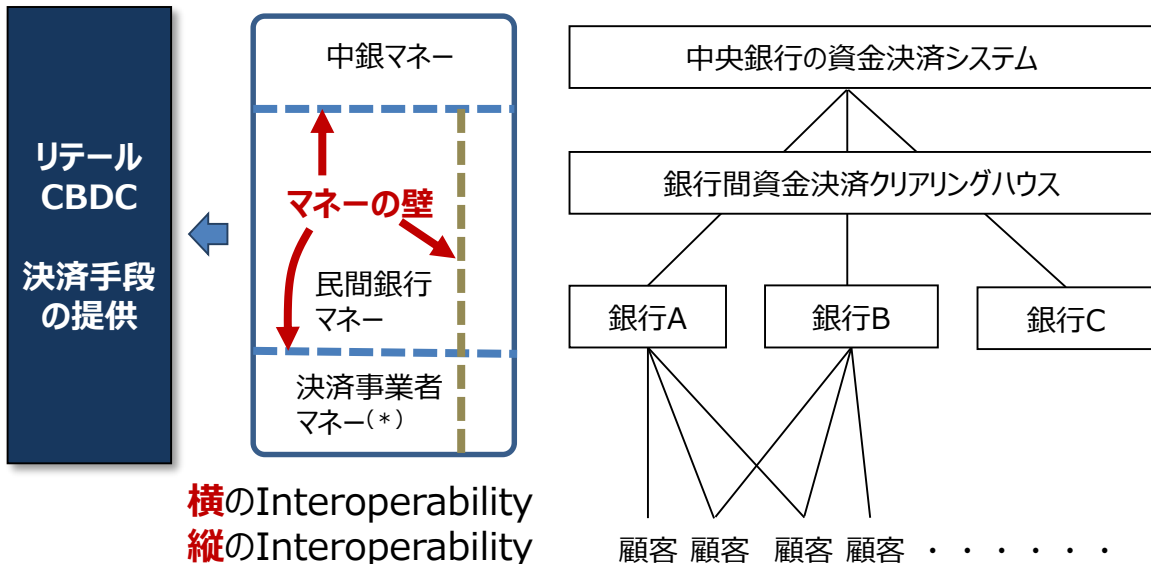 リテール
CBDC
決済手段
の提供
中銀マネー
マネーの壁
民間銀行
マネー
決済事業者
マネー(*)
横のInteroperability
縦のInteroperability
中央銀行の資金決済システム
銀行間資金決済クリアリングハウス
銀行A
銀行B
銀行C
顧客 顧客 顧客 顧客 ・・・・・・